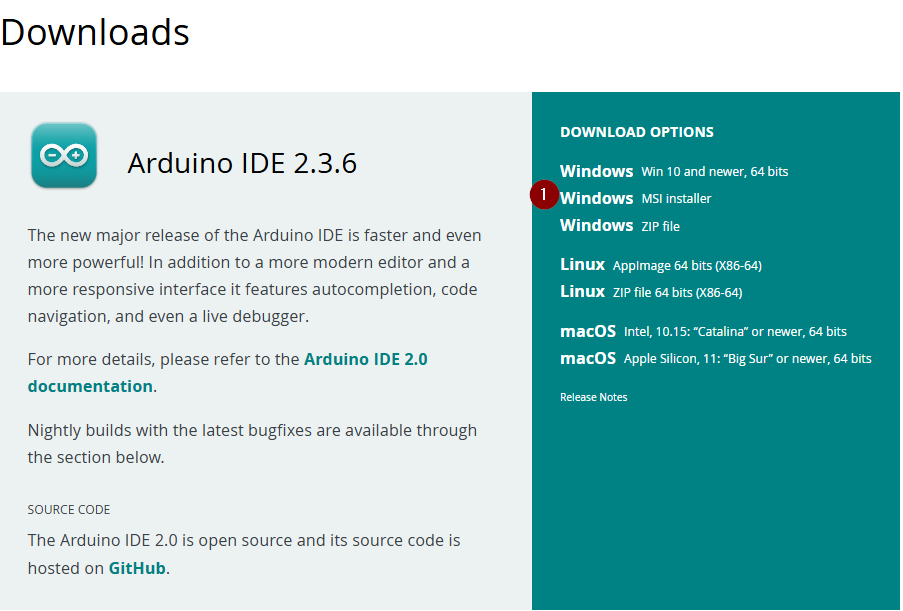 Downloads
Arduino IDE 2.3.6
The new major release of the Arduino IDE is faster and even
more powerful! In addition to a more modern editor and a
more responsive interface it features autocompletion, code
navigation, and even a live debugger.
For more details, please refer to the Arduino IDE 2.0
documentation.
Nightly builds with the latest bugfixes are available through
the section below.
SOURCE CODE
The Arduino IDE 2.0 is open source and its source code is
hosted on GitHub.
DOWNLOAD OPTIONS
Windows Win 10 and newer, 64 bits
1 Windows MSI installer
Windows ZIP file
Linux AppImage 64 bits (X86-64)
Linux ZIP file 64 bits (X86-64)
macOS Intel, 10.15: “Catalina” or newer, 64 bits
macOS Apple Silicon, 11: “Big Sur” or newer, 64 bits
Release Notes